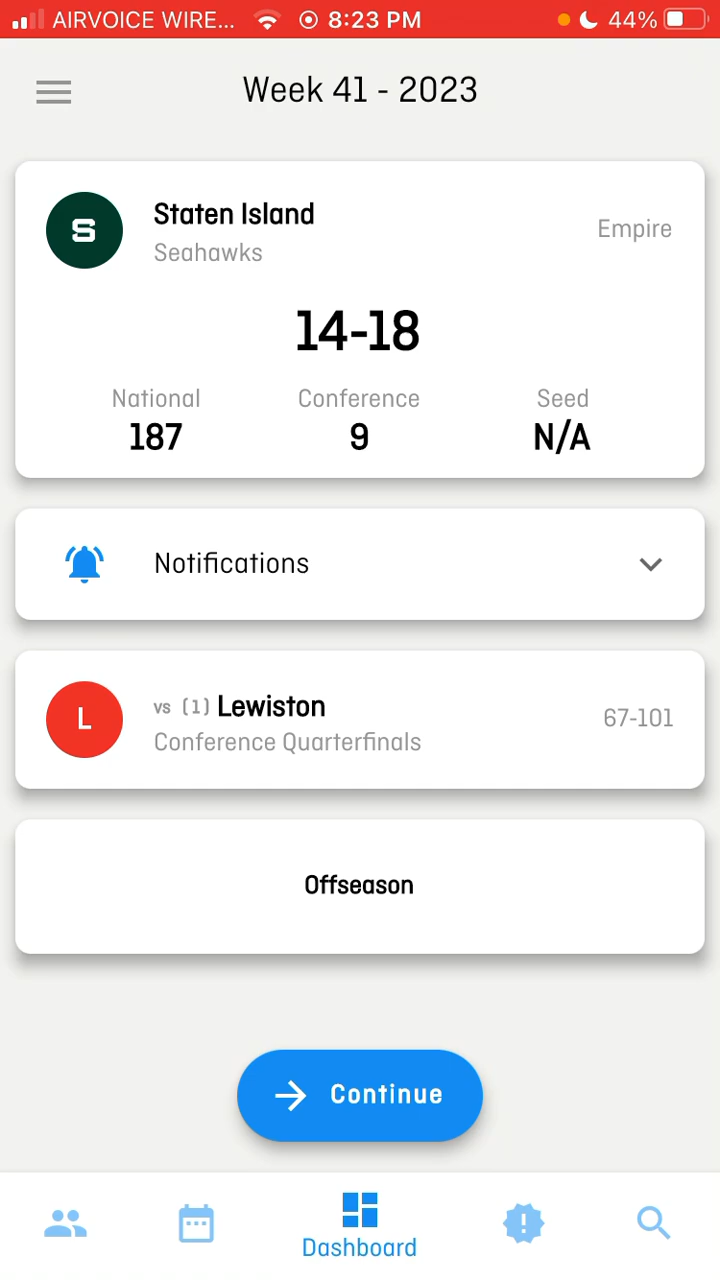 AIRVOICE WIRE... 8:23 PM 44%
Week 41 - 2023
S
Staten Island
Seahawks
Empire
14-18
National Conference Seed
187 9 N/A
Notifications
L
vs (1) Lewiston
Conference Quarterfinals
67-101
Offseason
Continue
Dashboard